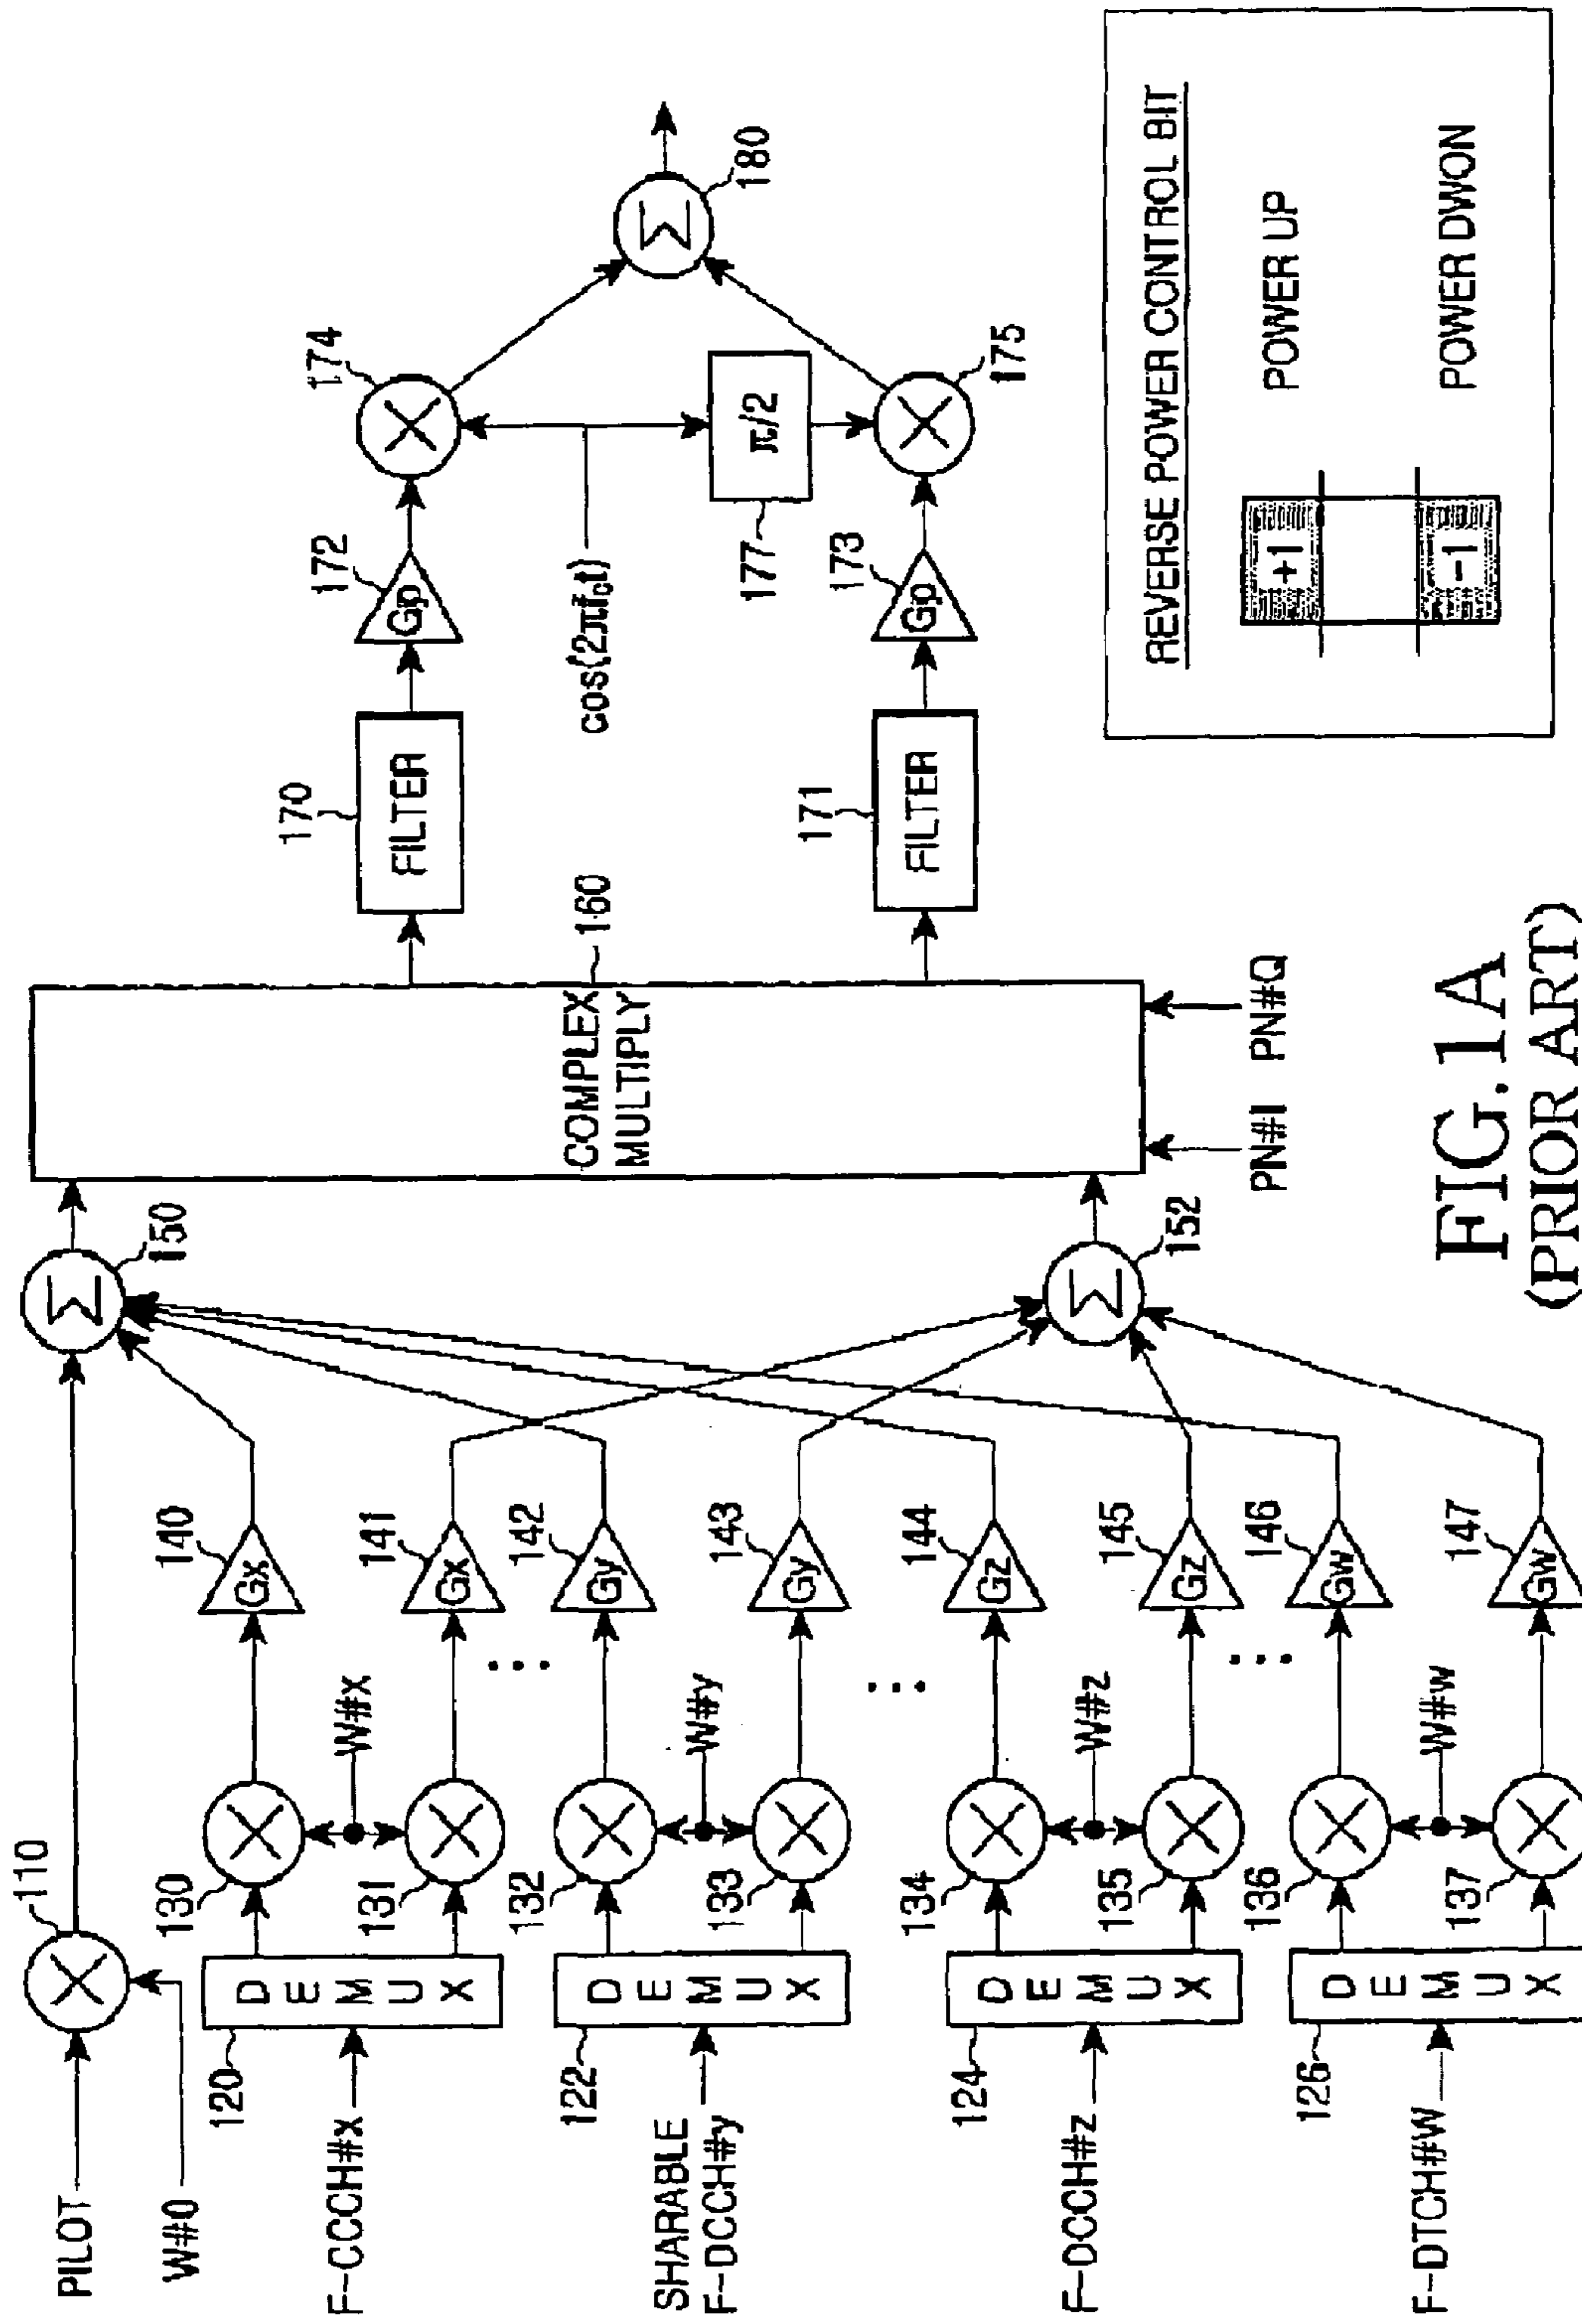 PILOT
W#0
110
F-CCCH#x
120
D E M U X
130
131
W#x
140
Gx
141
Gx
...
SHARABLE
F-DCCH#y
122
D E M U X
132
133
W#y
142
Gy
143
Gy
...
F-DCCH#z
124
D E M U X
134
135
W#z
144
Gz
145
Gz
...
F-DTCH#W
126
D E M U X
136
137
W#w
146
Gw
147
Gw
Σ
150
Σ
152
COMPLEX
MULTIPLY
160
PN#I PN#Q
170
FILTER
172
Gp
174
cos(2πfct)
π/2
177
171
FILTER
173
Gp
175
Σ
180
REVERSE POWER CONTROL BIT
+1
POWER UP
-1
POWER DWON
FIG.1A
(PRIOR ART)